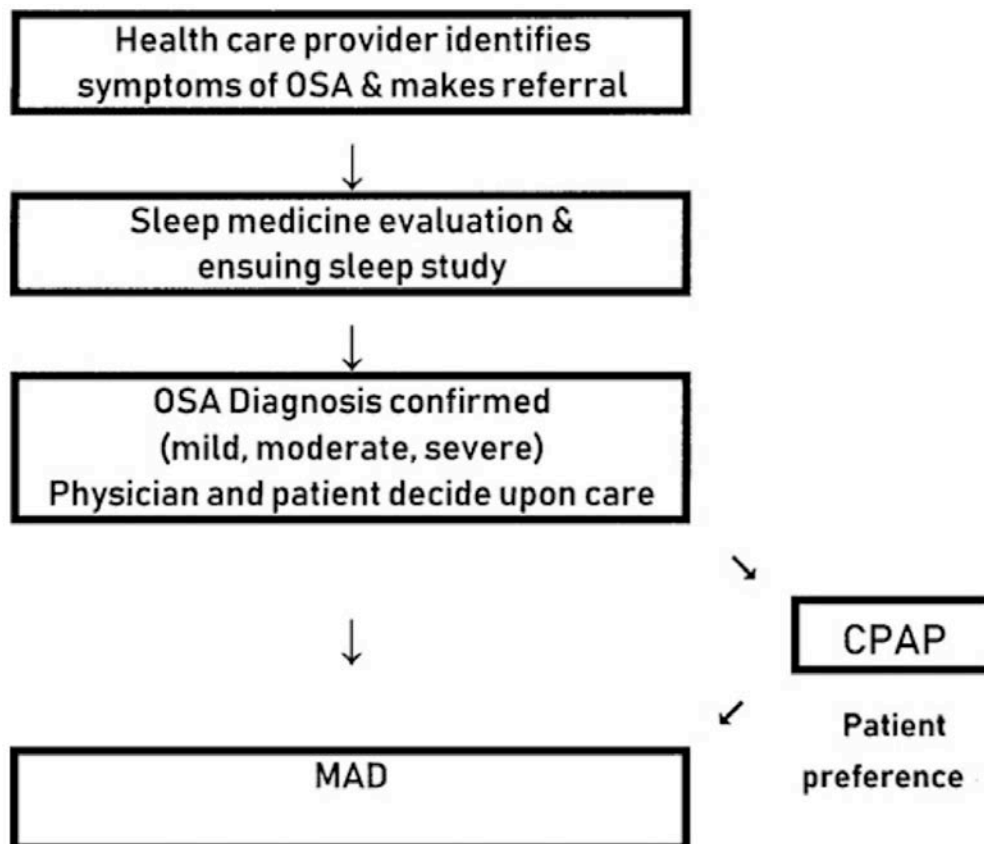 Health care provider identifies
symptoms of OSA & makes referral
↓
Sleep medicine evaluation &
ensuing sleep study
↓
OSA Diagnosis confirmed
(mild, moderate, severe)
Physician and patient decide upon care
↘
↓
CPAP
↙
Patient
preference
MAD